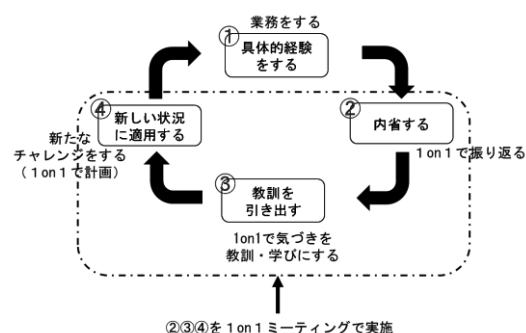 業務をする
①
具体的経験
をする
②
内省する
1on1で振り返る
③
教訓を
引き出す
1on1で気づきを
教訓・学びにする
④
新しい状況
に適用する
新たな
チャレンジをする
(1on1で計画)
②③④を1on1ミーティングで実施